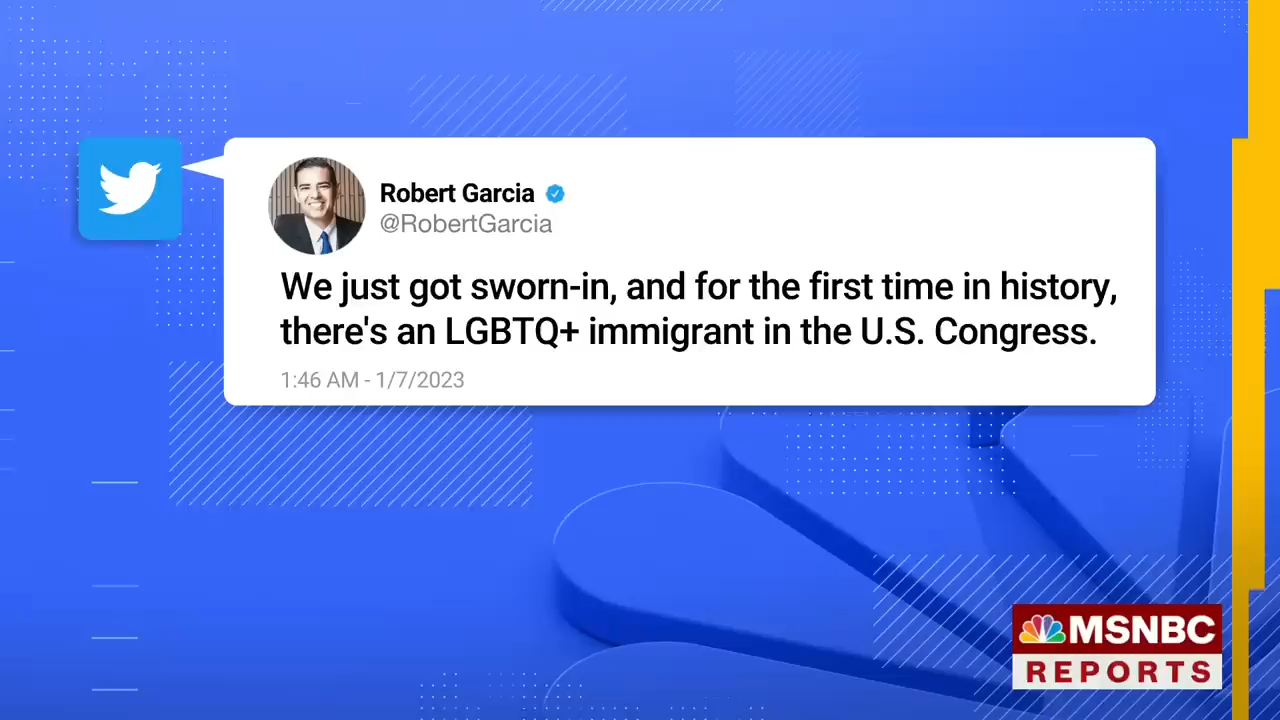 Robert Garcia
@RobertGarcia
We just got sworn-in, and for the first time in history,
there's an LGBTQ+ immigrant in the U.S. Congress.
1:46 AM - 1/7/2023
MSNBC
REPORTS